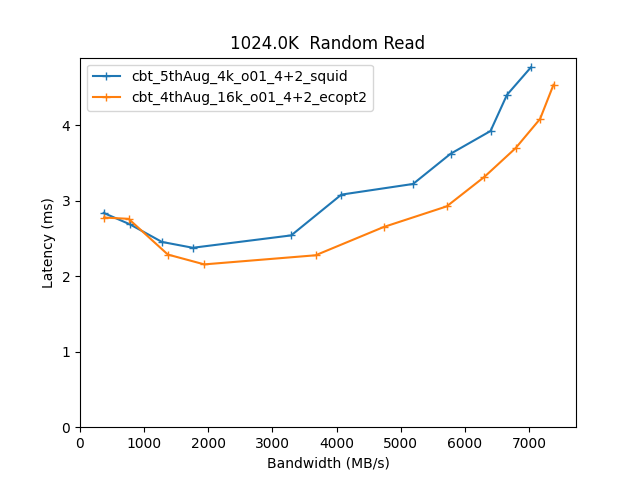 1024.0K  Random Read
cbt_5thAug_4k_o01_4+2_squid
cbt_4thAug_16k_o01_4+2_ecopt2
Latency (ms)
4
3
2
1
0
0 1000 2000 3000 4000 5000 6000 7000
Bandwidth (MB/s)